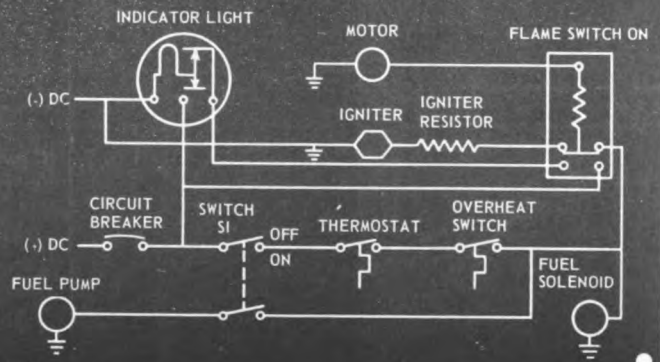 INDICATOR LIGHT
MOTOR
FLAME SWITCH ON
(-) DC
IGNITER
IGNITER
RESISTOR
CIRCUIT
BREAKER
SWITCH
S1
OFF
ON
THERMOSTAT
OVERHEAT
SWITCH
(+) DC
FUEL PUMP
FUEL
SOLENOID